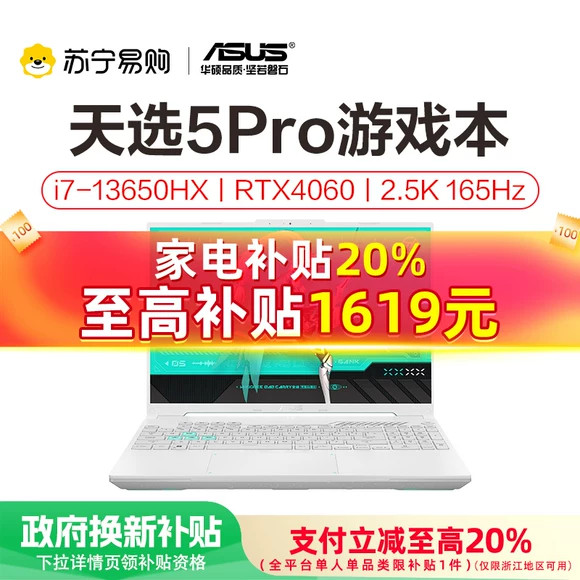 苏宁易购 ASUS
华硕品质·坚若磐石
天选5Pro游戏本
i7-13650HX | RTX4060 | 2.5K 165Hz
100 100
家电补贴20%
至高补贴1619元
政府换新补贴
下拉详情页领补贴资格
支付立减至高20%
(全平台单人单品类限补贴1件)(仅限浙江地区可用)